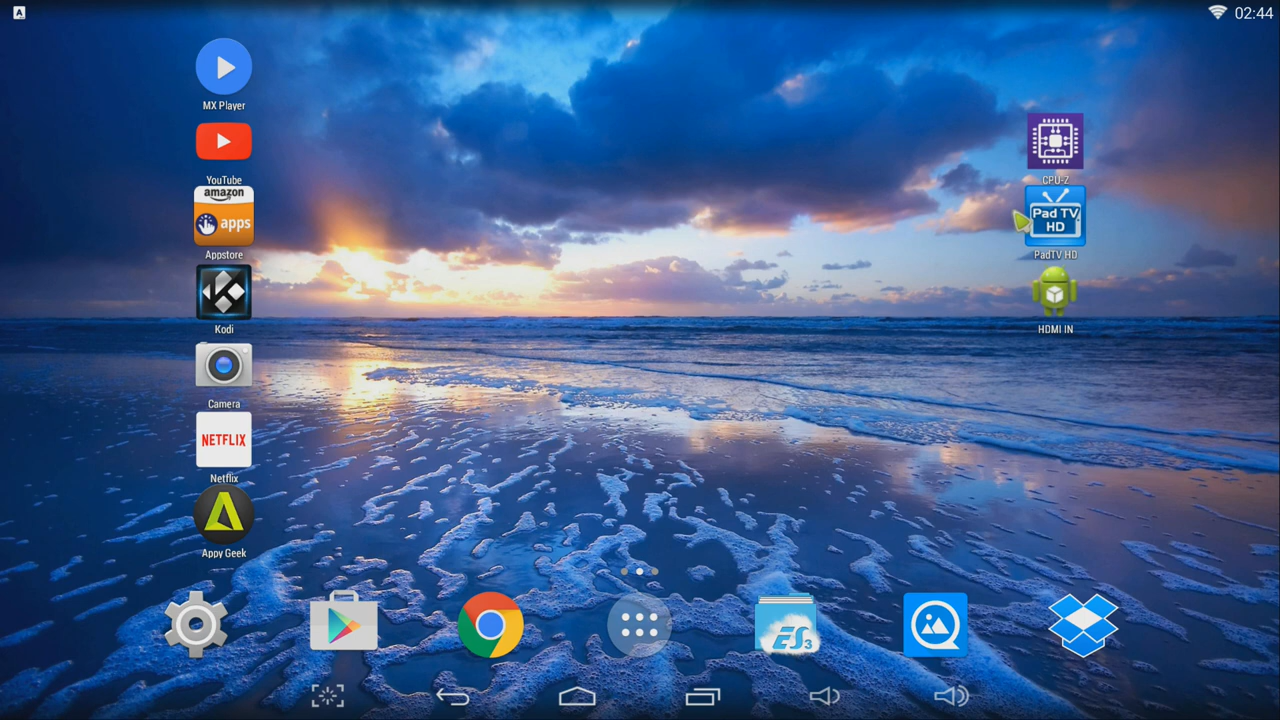 A
02:44
MX Player
YouTube
amazon
apps
Appstore
Kodi
Camera
NETFLIX
Netflix
Appy Geek
CPU-Z
Pad TV
HD
PadTV HD
HDMI IN
ES
3